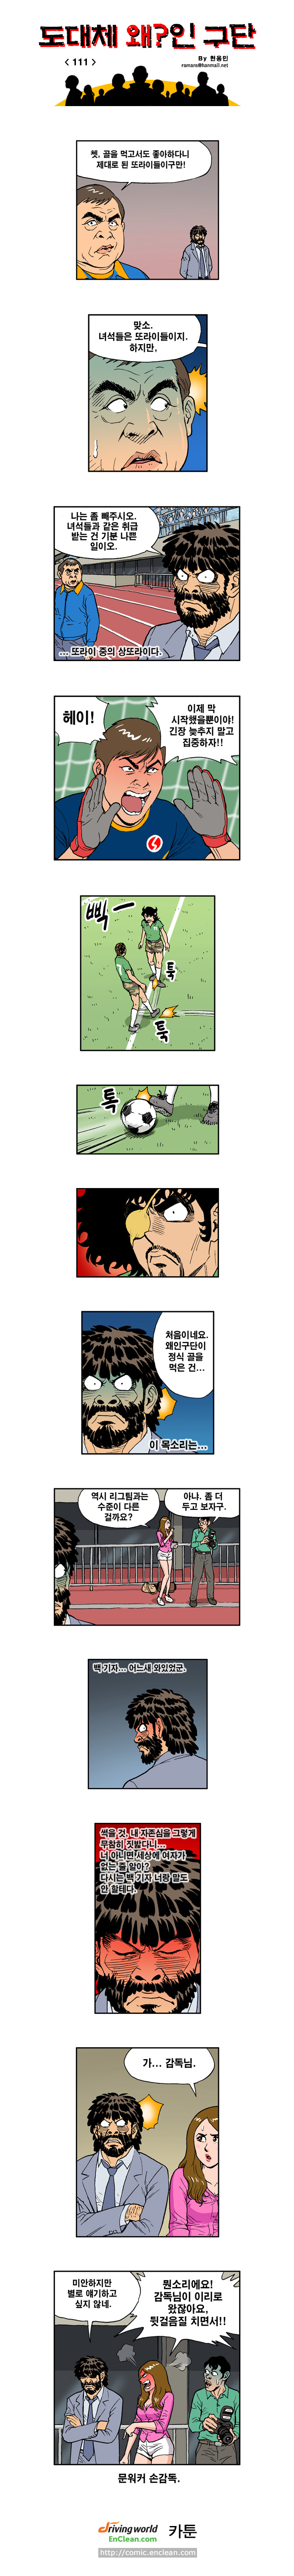 도대체 왜?인 구단
< 111 >
By 현용민
ramare@hanmail.net
쳇, 골을 먹고서도 좋아하다니
제대로 된 또라이들이구만!
맞소.
녀석들은 또라이들이지.
하지만,
나는 좀 빼주시오.
녀석들과 같은 취급
받는 건 기분 나쁜
일이오.
... 또라이 중의 상또라이다.
헤이!
이제 막
시작했을뿐이야!
긴장 늦추지 말고
집중하자!!
삑ㅡ
툭
툭
톡
처음이네요.
왜인구단이
정식 골을
먹은 건...
이 목소리는...
역시 리그팀과는
수준이 다른
걸까요?
아냐. 좀 더
두고 보자구.
백 기자... 어느새 와있었군.
썩을 것. 내 자존심을 그렇게
무참히 짓밟다니...
너 아니면 세상에 여자가
없는 줄 알아?
다시는 백 기자 너랑 말도
안 할테다.
가... 감독님.
미안하지만
별로 얘기하고
싶지 않네.
뭔소리에요!
감독님이 이리로
왔잖아요,
뒷걸음질 치면서!!
문워커 손감독.
driving world
EnClean.com
카툰
http://comic.enclean.com